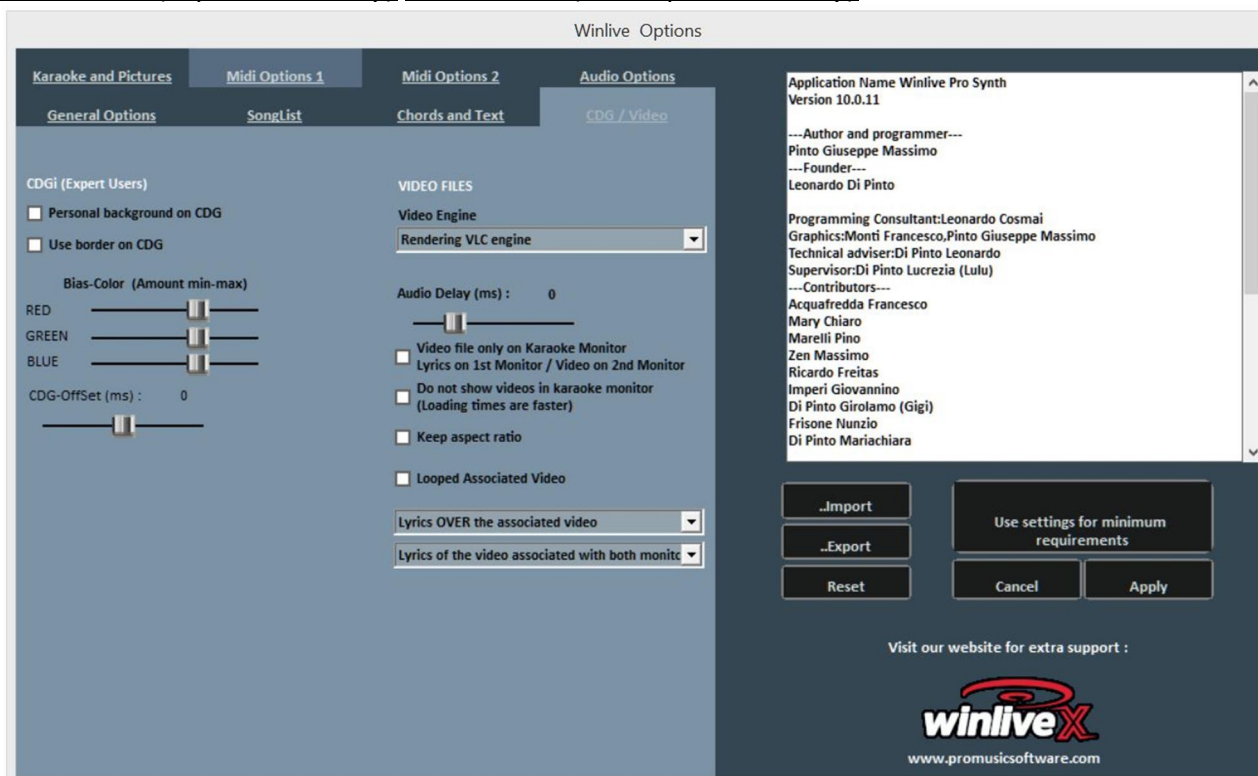 Winlive Options
Karaoke and Pictures
Midi Options 1
Midi Options 2
Audio Options
General Options
SongList
Chords and Text
CDG / Video
CDGi (Expert Users)
Personal background on CDG
Use border on CDG
Bias-Color (Amount min-max)
RED
GREEN
BLUE
CDG-OffSet (ms) : 0
VIDEO FILES
Video Engine
Rendering VLC engine
Audio Delay (ms) : 0
Video file only on Karaoke Monitor
Lyrics on 1st Monitor / Video on 2nd Monitor
Do not show videos in karaoke monitor
(Loading times are faster)
Keep aspect ratio
Looped Associated Video
Lyrics OVER the associated video
Lyrics of the video associated with both monitc
Application Name Winlive Pro Synth
Version 10.0.11
---Author and programmer---
Pinto Giuseppe Massimo
---Founder---
Leonardo Di Pinto
Programming Consultant:Leonardo Cosmai
Graphics:Monti Francesco,Pinto Giuseppe Massimo
Technical adviser:Di Pinto Leonardo
Supervisor:Di Pinto Lucrezia (Lulu)
---Contributors---
Acquafredda Francesco
Mary Chiaro
Marelli Pino
Zen Massimo
Ricardo Freitas
Imperi Giovannino
Di Pinto Girolamo (Gigi)
Frisone Nunzio
Di Pinto Mariachiara
..Import
..Export
Reset
Use settings for minimum
requirements
Cancel
Apply
Visit our website for extra support :
winlive X
www.promusicsoftware.com